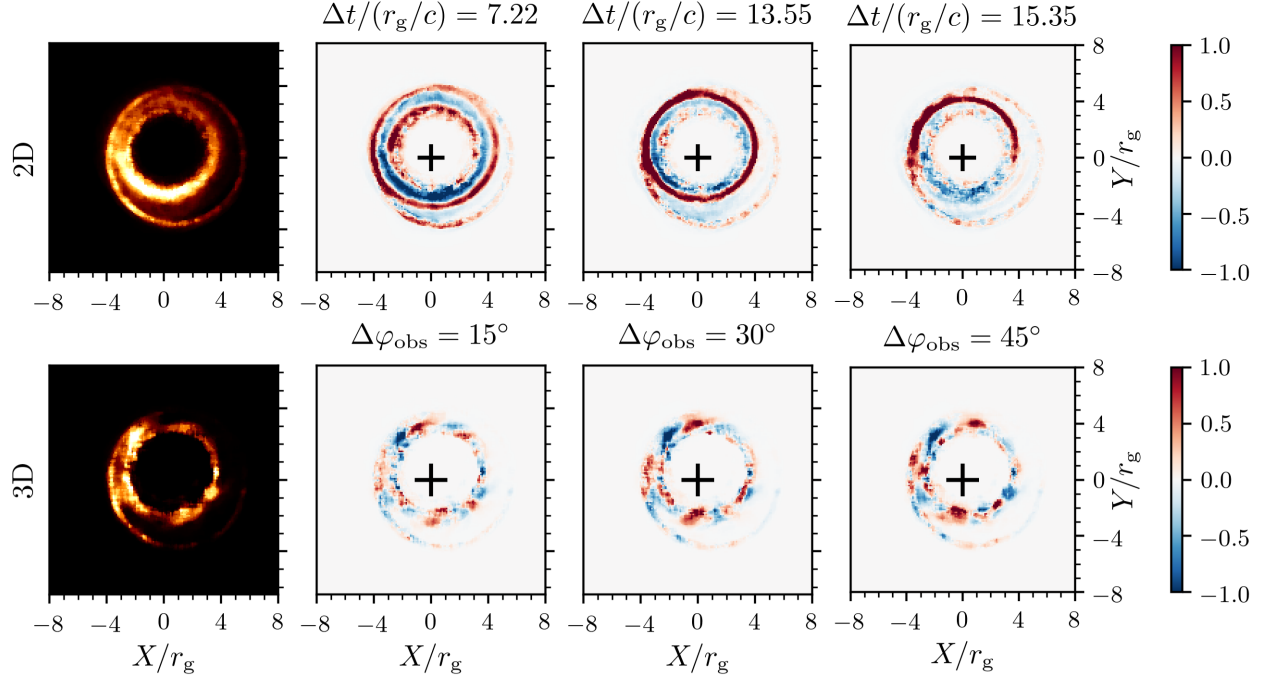 Δt/(r_g/c) = 7.22 Δt/(r_g/c) = 13.55 Δt/(r_g/c) = 15.35
2D
8
4
0
−4
−8
Y/r_g
1.0
0.5
0.0
−0.5
−1.0
−8 −4 0 4 8 −8 −4 0 4 8 −8 −4 0 4 8 −8 −4 0 4 8
Δφ_obs = 15° Δφ_obs = 30° Δφ_obs = 45°
3D
8
4
0
−4
−8
Y/r_g
1.0
0.5
0.0
−0.5
−1.0
−8 −4 0 4 8 −8 −4 0 4 8 −8 −4 0 4 8 −8 −4 0 4 8
X/r_g X/r_g X/r_g X/r_g